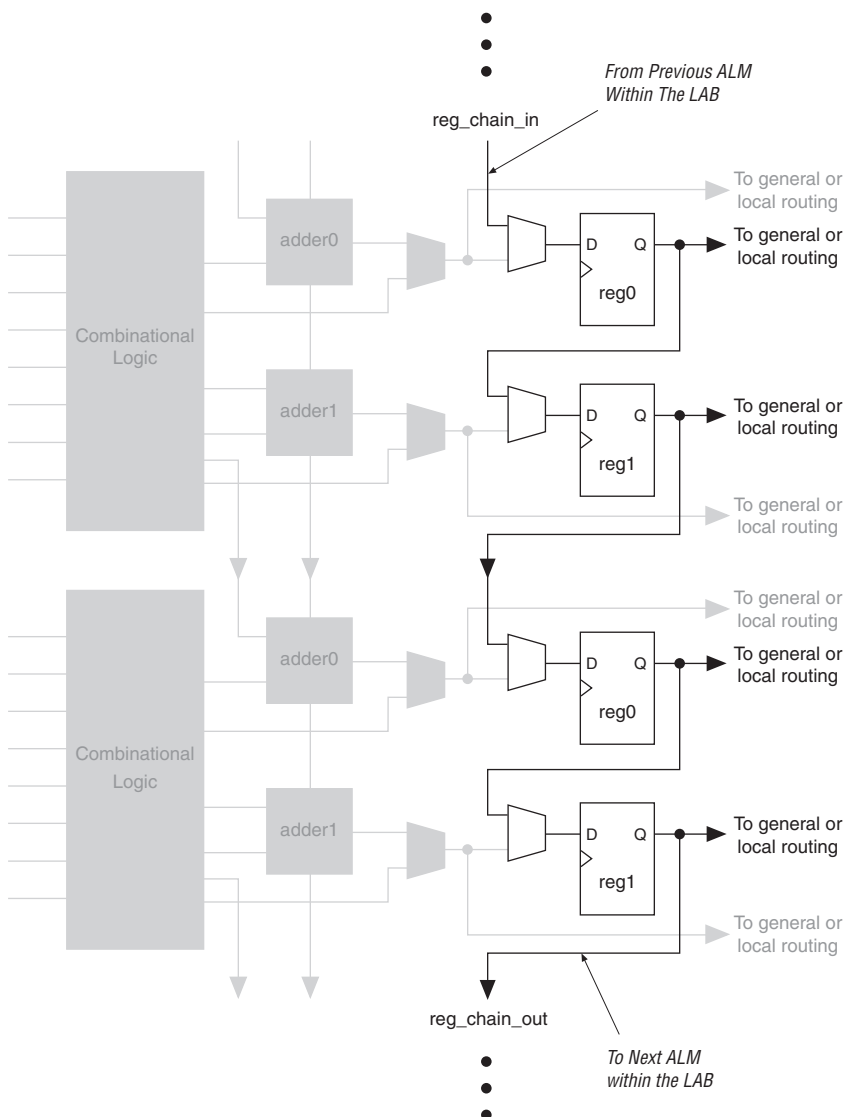 From Previous ALM
Within The LAB
reg_chain_in
To general or
local routing
adder0
D Q
To general or
local routing
reg0
Combinational
Logic
adder1
D Q
To general or
local routing
reg1
To general or
local routing
To general or
local routing
adder0
D Q
To general or
local routing
reg0
Combinational
Logic
adder1
D Q
To general or
local routing
reg1
To general or
local routing
reg_chain_out
To Next ALM
within the LAB